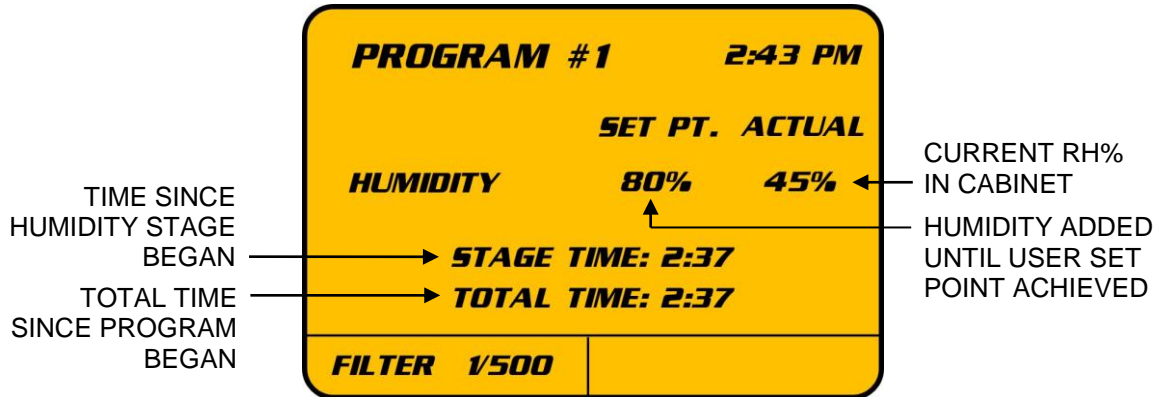 PROGRAM #1 2:43 PM
SET PT. ACTUAL
HUMIDITY 80% 45%
STAGE TIME: 2:37
TOTAL TIME: 2:37
FILTER 1/500
TIME SINCE
HUMIDITY STAGE
BEGAN
TOTAL TIME
SINCE PROGRAM
BEGAN
CURRENT RH%
IN CABINET
HUMIDITY ADDED
UNTIL USER SET
POINT ACHIEVED